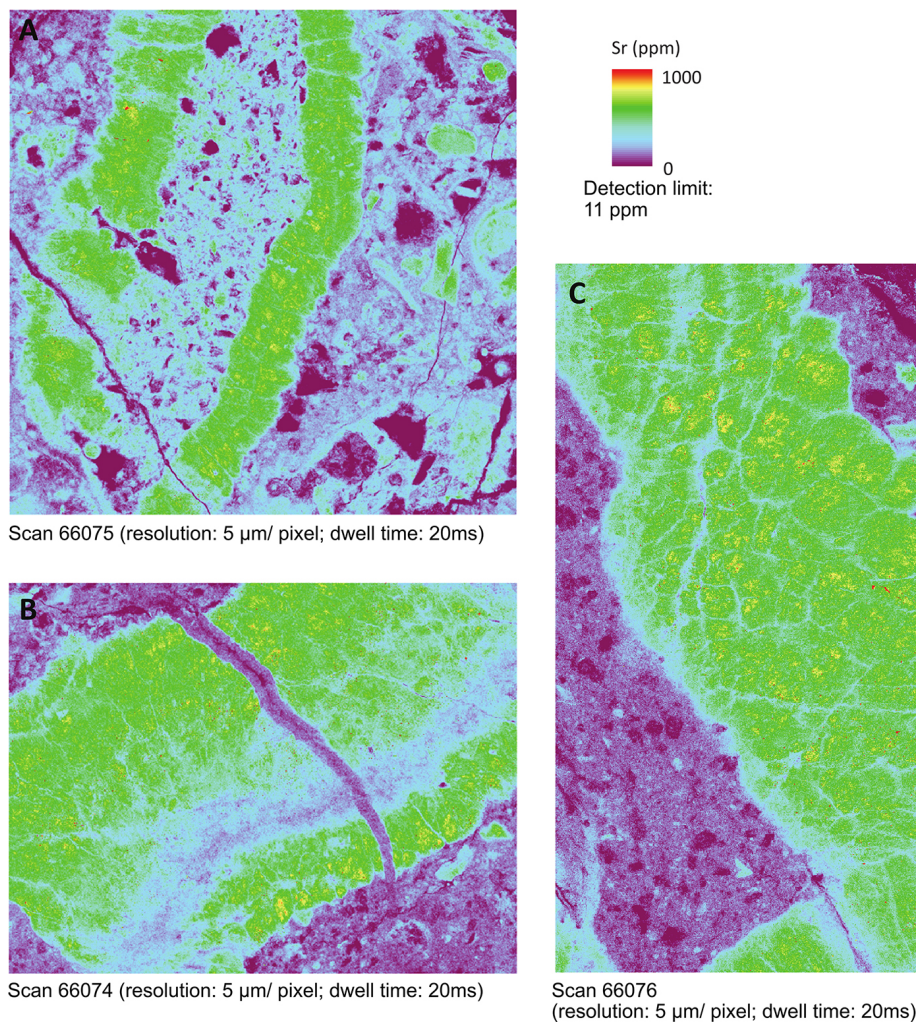 A
Sr (ppm)
1000
0
Detection limit:
11 ppm
Scan 66075 (resolution: 5 µm/ pixel; dwell time: 20ms)
B
Scan 66074 (resolution: 5 µm/ pixel; dwell time: 20ms)
C
Scan 66076
(resolution: 5 µm/ pixel; dwell time: 20ms)